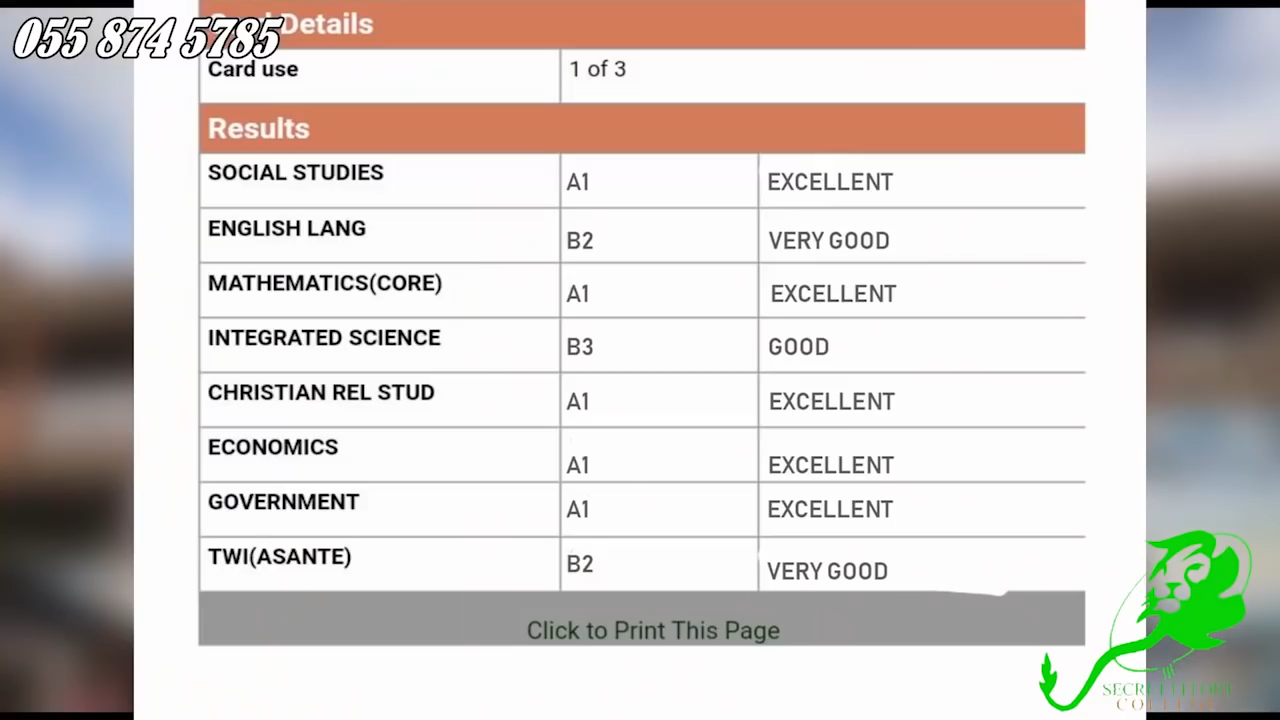 055 874 5785
Card Details
Card use 1 of 3
Results
SOCIAL STUDIES A1 EXCELLENT
ENGLISH LANG B2 VERY GOOD
MATHEMATICS(CORE) A1 EXCELLENT
INTEGRATED SCIENCE B3 GOOD
CHRISTIAN REL STUD A1 EXCELLENT
ECONOMICS A1 EXCELLENT
GOVERNMENT A1 EXCELLENT
TWI(ASANTE) B2 VERY GOOD
Click to Print This Page